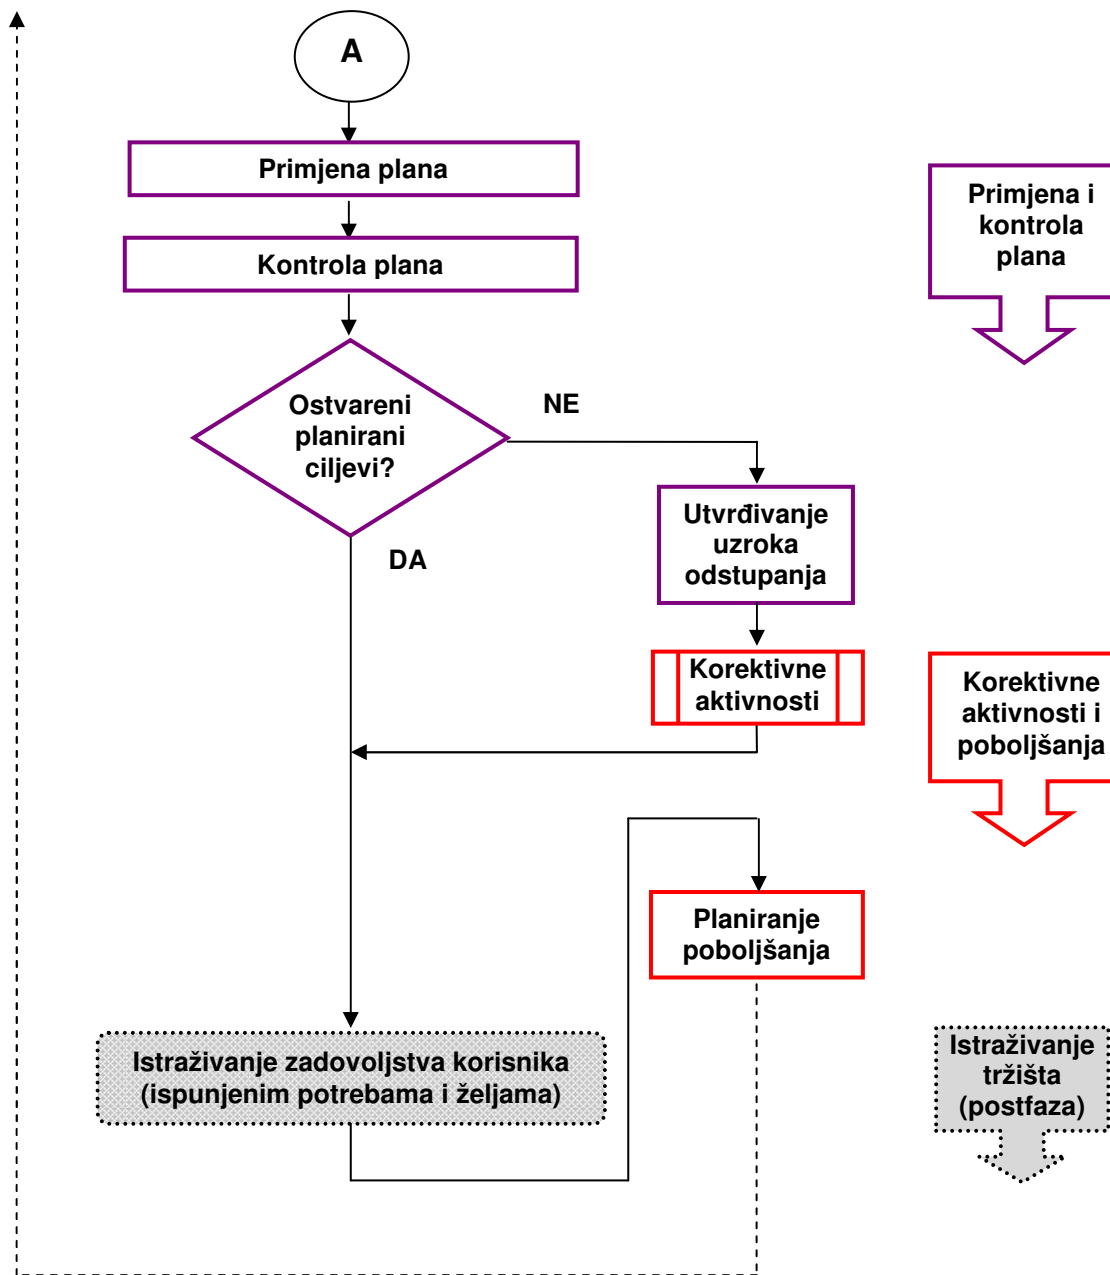 A
Primjena plana
Primjena i
kontrola
plana
Kontrola plana
Ostvareni
planirani
ciljevi?
NE
DA
Utvrđivanje
uzroka
odstupanja
Korektivne
aktivnosti
Korektivne
aktivnosti i
poboljšanja
Planiranje
poboljšanja
Istraživanje zadovoljstva korisnika
(ispunjenim potrebama i željama)
Istraživanje
tržišta
(postfaza)